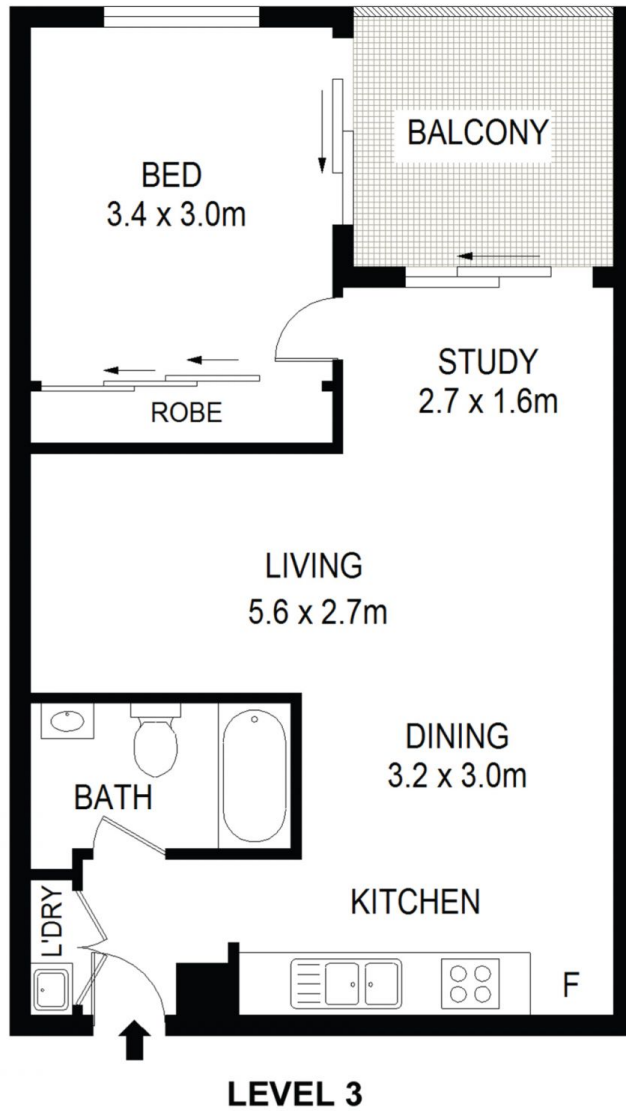 BALCONY
BED
3.4 x 3.0m
STUDY
2.7 x 1.6m
ROBE
LIVING
5.6 x 2.7m
DINING
3.2 x 3.0m
BATH
KITCHEN
L'DRY
F
LEVEL 3